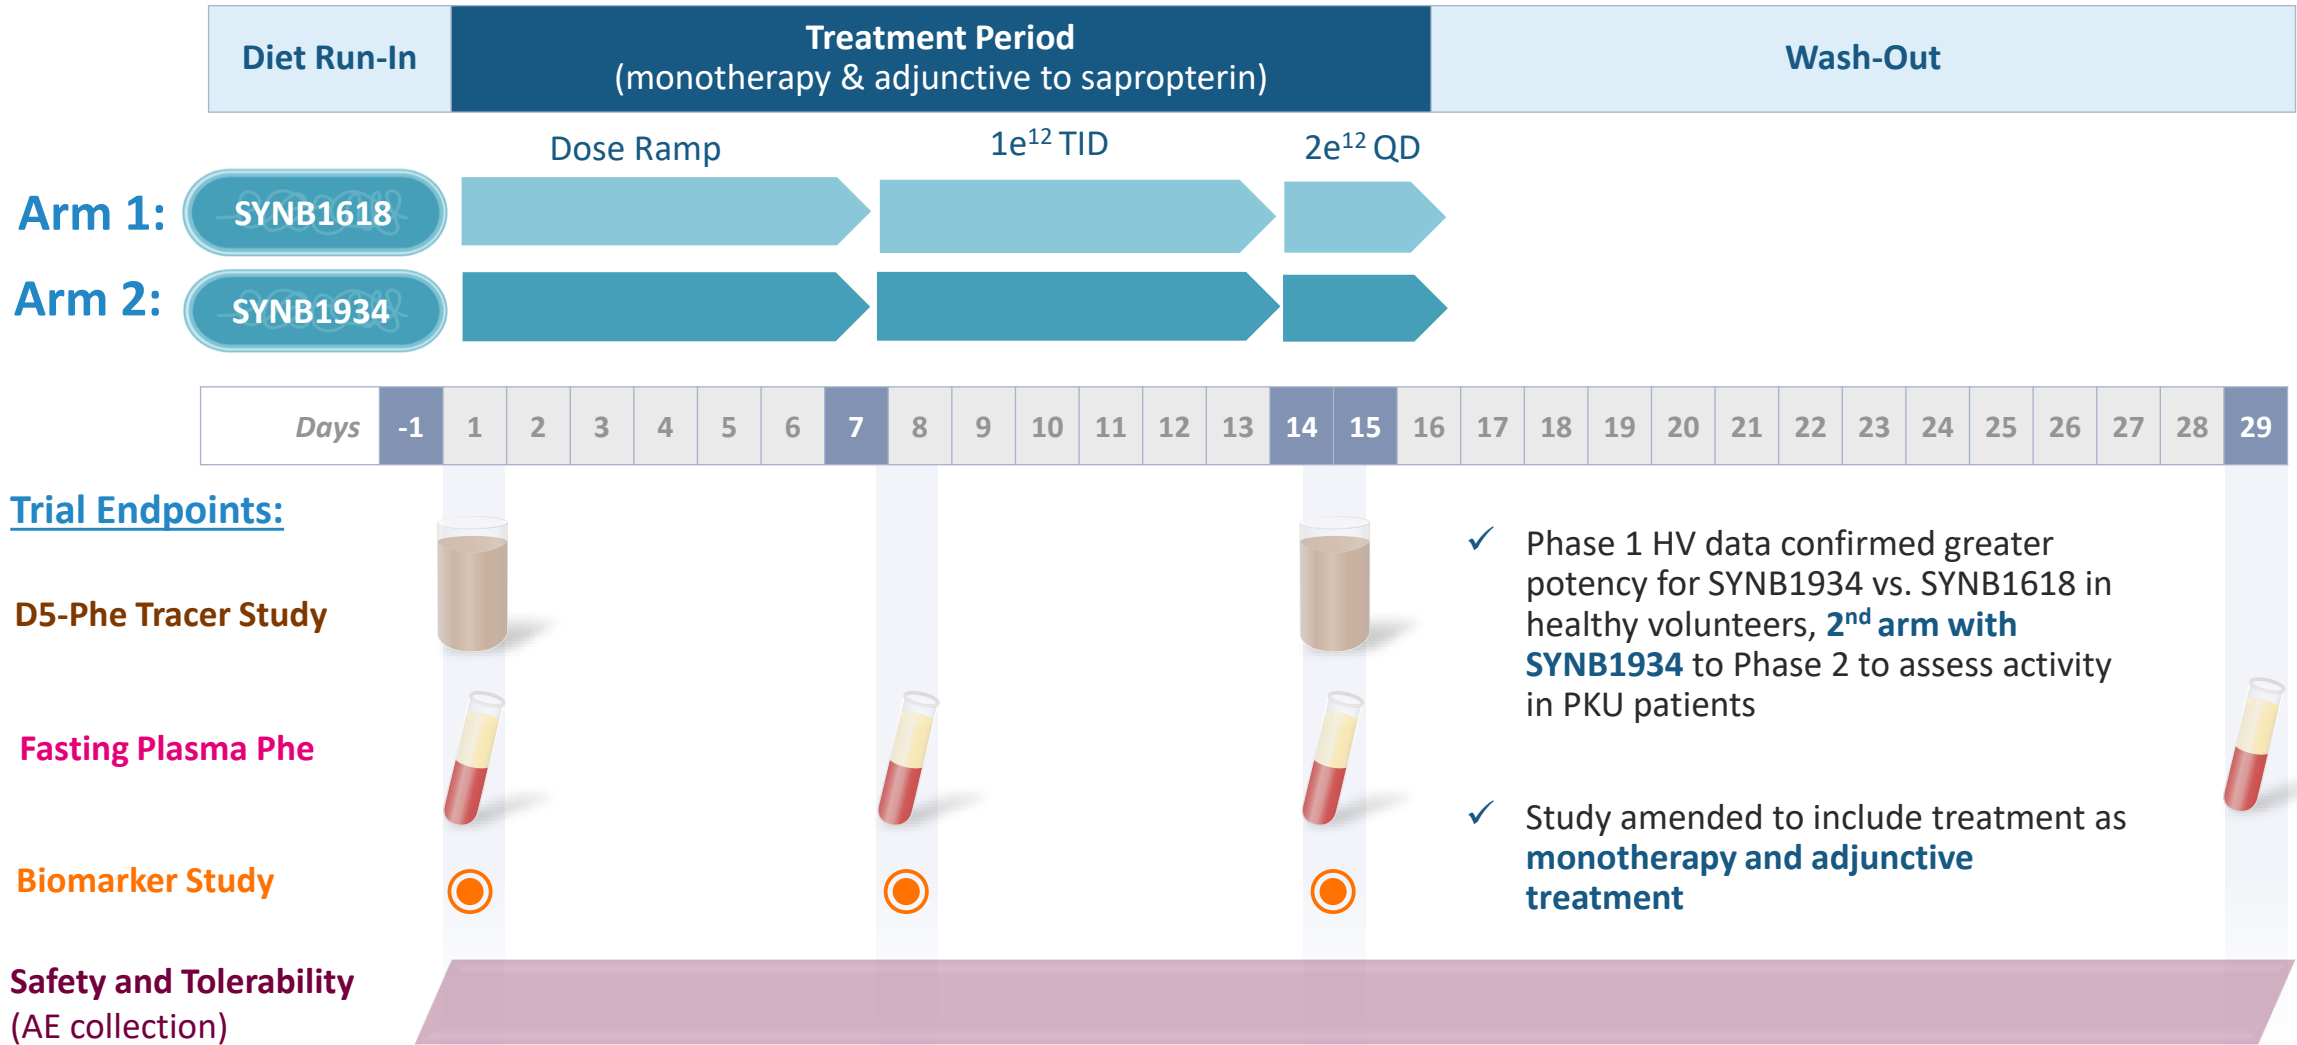 Diet Run-In
Treatment Period
(monotherapy & adjunctive to sapropterin)
Wash-Out
Dose Ramp
1e¹² TID
2e¹² QD
Arm 1:
SYNB1618
Arm 2:
SYNB1934
Days -1 1 2 3 4 5 6 7 8 9 10 11 12 13 14 15 16 17 18 19 20 21 22 23 24 25 26 27 28 29
Trial Endpoints:
D5-Phe Tracer Study
Fasting Plasma Phe
Biomarker Study
Safety and Tolerability
(AE collection)
✓ Phase 1 HV data confirmed greater
potency for SYNB1934 vs. SYNB1618 in
healthy volunteers, 2nd arm with
SYNB1934 to Phase 2 to assess activity
in PKU patients
✓ Study amended to include treatment as
monotherapy and adjunctive
treatment